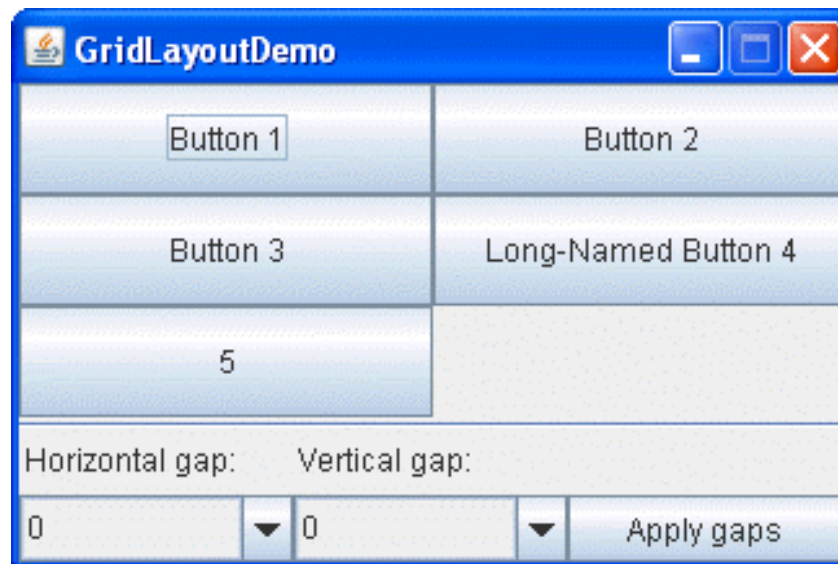 GridLayoutDemo
Button 1 Button 2
Button 3 Long-Named Button 4
5
Horizontal gap: Vertical gap:
0 0 Apply gaps